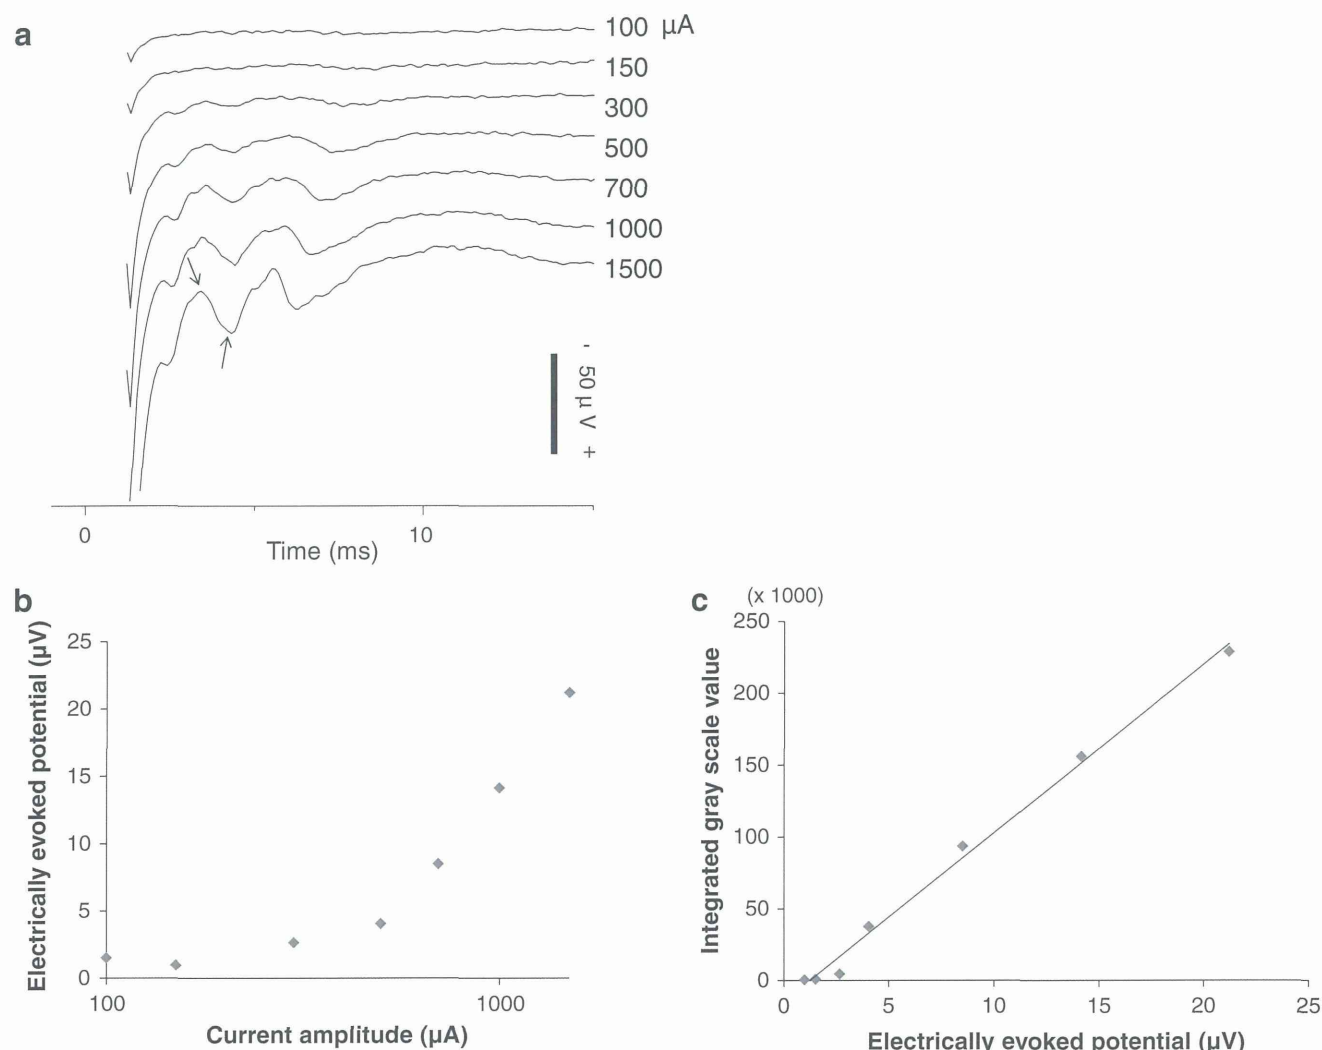 a
100 µA
150
300
500
700
1000
1500
- 50 µ V +
0 10
Time (ms)
b
Electrically evoked potential (µV)
25
20
15
10
5
0
100 1000
Current amplitude (µA)
c
(x 1000)
Integrated gray scale value
250
200
150
100
50
0
0 5 10 15 20 25
Electrically evoked potential (µV)